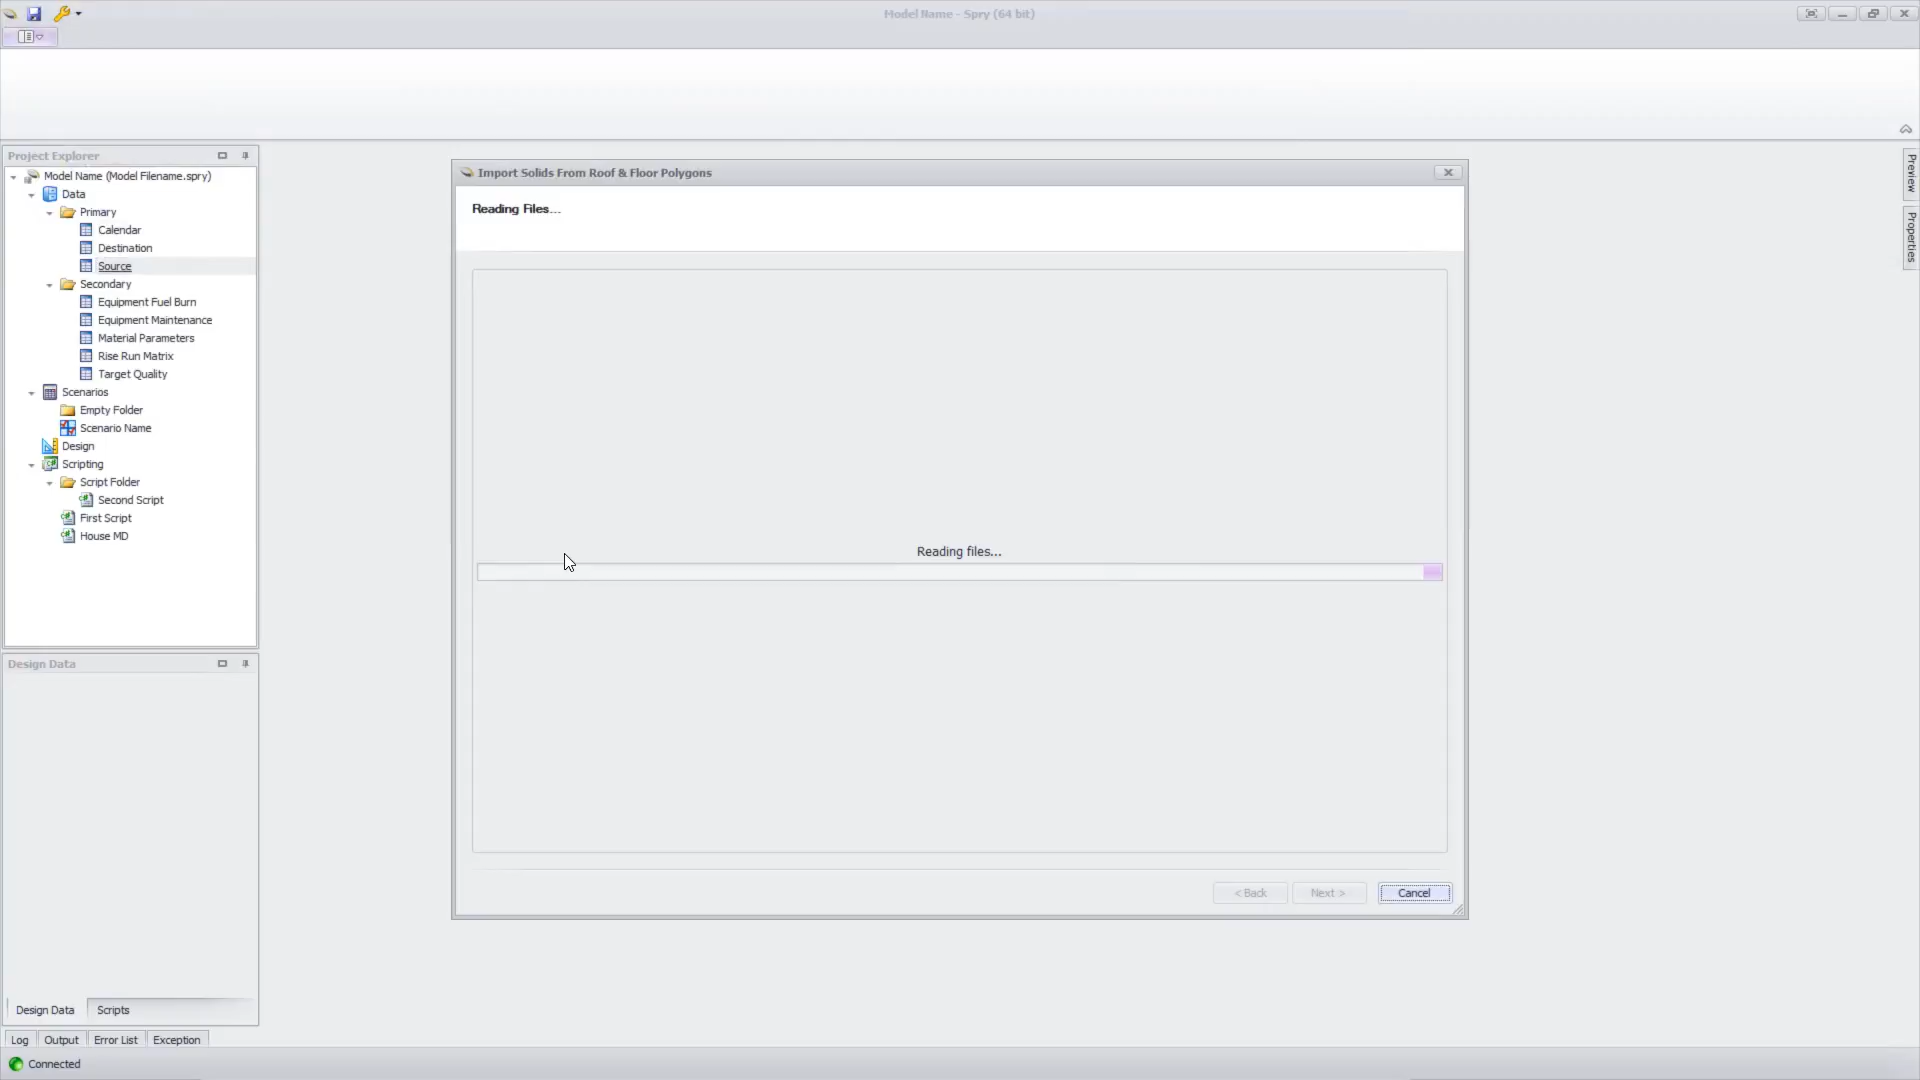 Model Name - Spry (64 bit)
Project Explorer
Model Name (Model Filename.spry)
Data
Primary
Calendar
Destination
Source
Secondary
Equipment Fuel Burn
Equipment Maintenance
Material Parameters
Rise Run Matrix
Target Quality
Scenarios
Empty Folder
Scenario Name
Design
Scripting
Script Folder
Second Script
First Script
House MD
Design Data
Design Data Scripts
Log Output Error List Exception
Connected
Import Solids From Roof & Floor Polygons
Reading Files...
Reading files...
< Back Next > Cancel
Preview
Properties